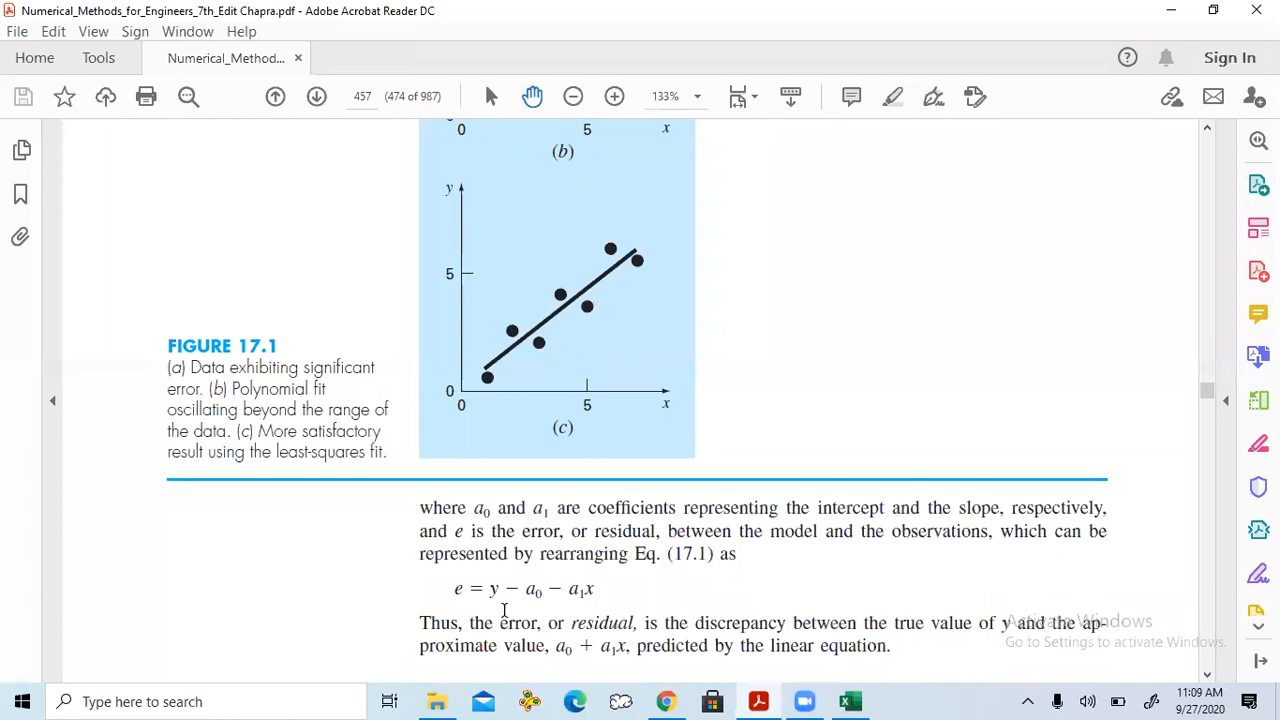 Numerical_Methods_for_Engineers_7th_Edit Chapra.pdf - Adobe Acrobat Reader DC
File Edit View Sign Window Help
Home Tools Numerical_Method... × Sign In
457 (474 of 987) 133%
0 5 x
(b)
y
5
0
0 5 x
(c)
FIGURE 17.1
(a) Data exhibiting significant
error. (b) Polynomial fit
oscillating beyond the range of
the data. (c) More satisfactory
result using the least-squares fit.
where a₀ and a₁ are coefficients representing the intercept and the slope, respectively,
and e is the error, or residual, between the model and the observations, which can be
represented by rearranging Eq. (17.1) as
e = y − a₀ − a₁x
Thus, the error, or residual, is the discrepancy between the true value of y and the ap-
proximate value, a₀ + a₁x, predicted by the linear equation.
Activate Windows
Go to Settings to activate Windows.
Type here to search
11:09 AM
9/27/2020